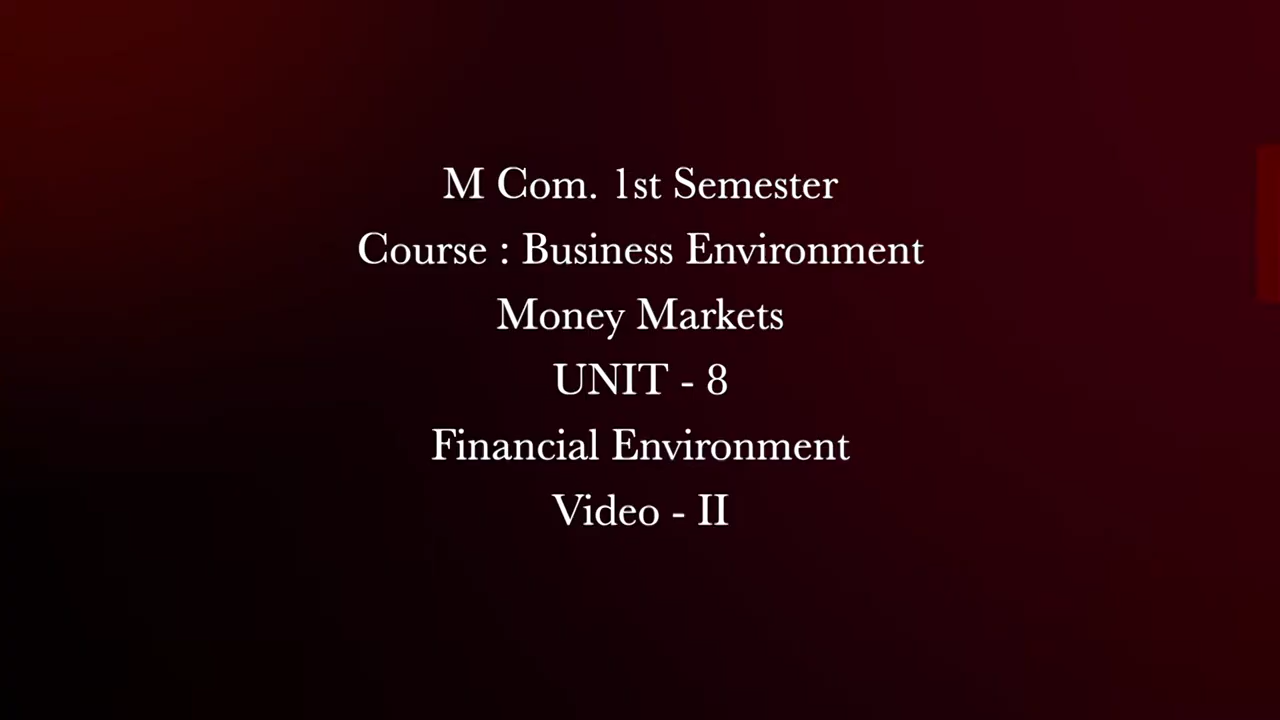 M Com. 1st Semester
Course : Business Environment
Money Markets
UNIT - 8
Financial Environment
Video - II